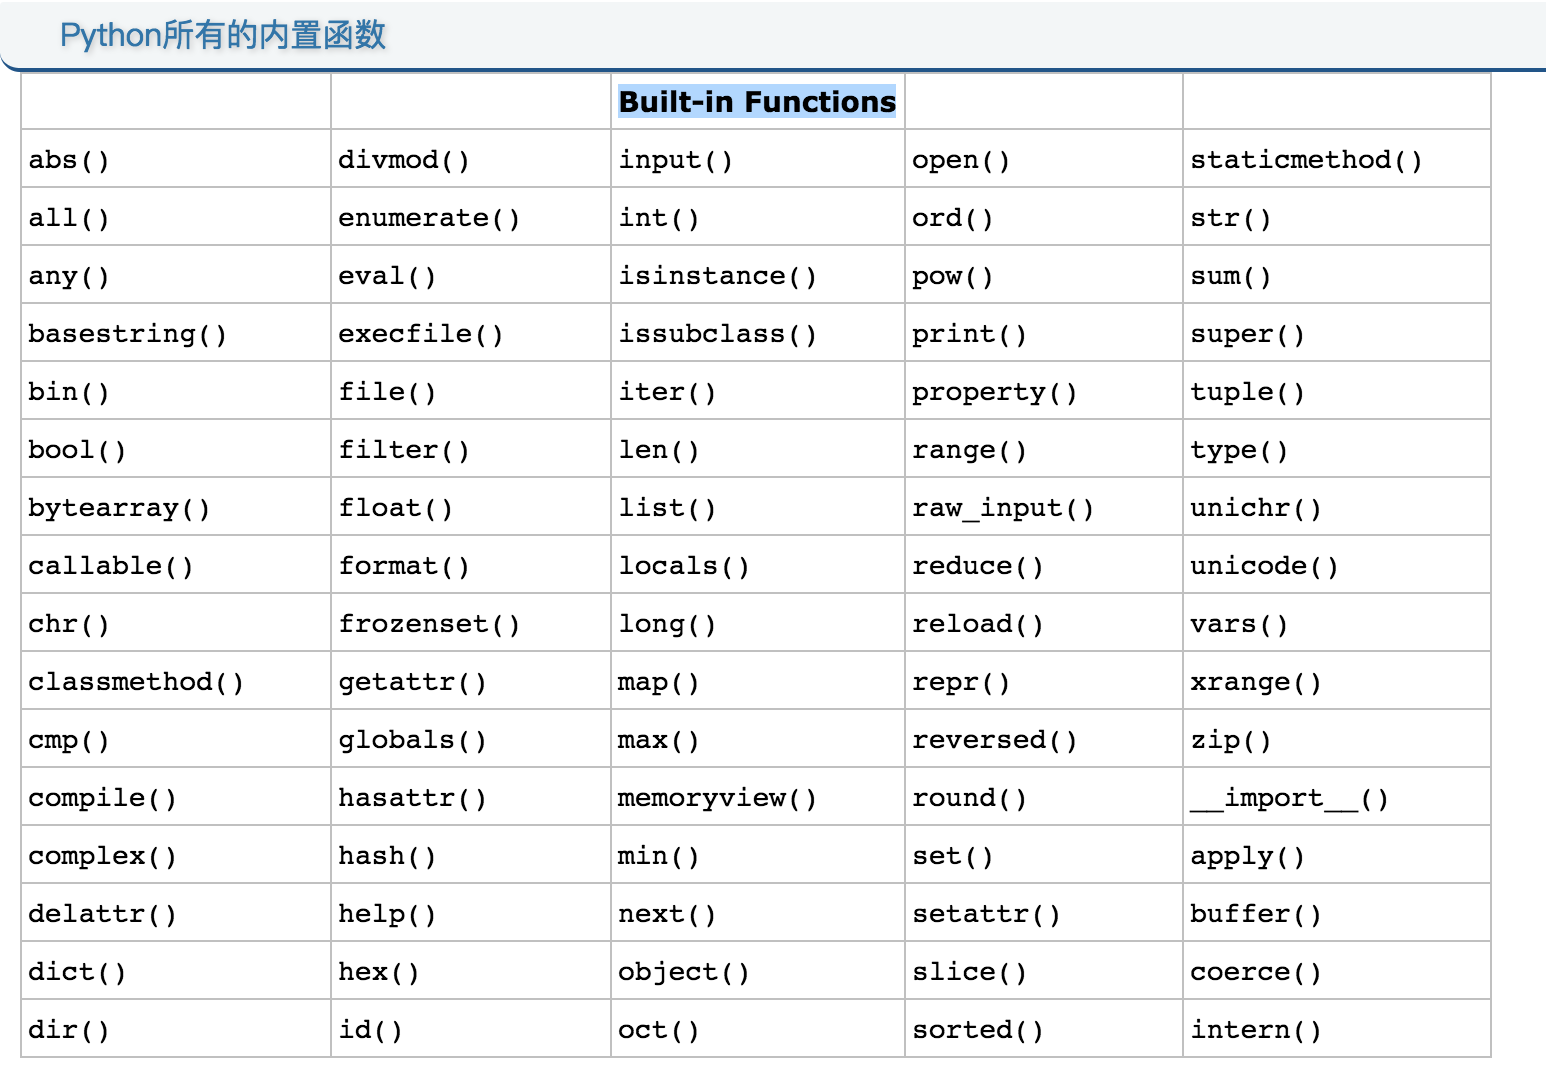 Python所有的内置函数
Built-in Functions
abs() divmod() input() open() staticmethod()
all() enumerate() int() ord() str()
any() eval() isinstance() pow() sum()
basestring() execfile() issubclass() print() super()
bin() file() iter() property() tuple()
bool() filter() len() range() type()
bytearray() float() list() raw_input() unichr()
callable() format() locals() reduce() unicode()
chr() frozenset() long() reload() vars()
classmethod() getattr() map() repr() xrange()
cmp() globals() max() reversed() zip()
compile() hasattr() memoryview() round() __import__()
complex() hash() min() set() apply()
delattr() help() next() setattr() buffer()
dict() hex() object() slice() coerce()
dir() id() oct() sorted() intern()